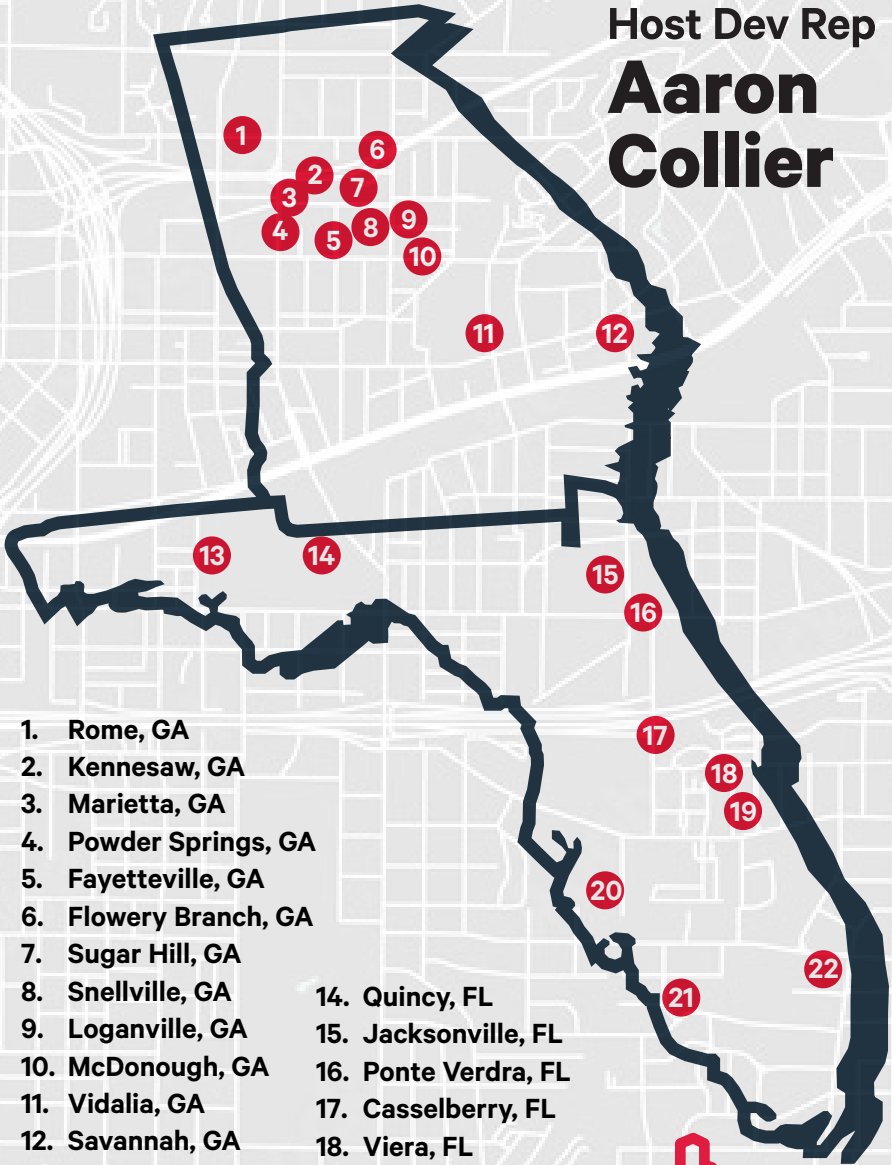 Host Dev Rep
Aaron
Collier
1
6
2
7
3
9
8
4
5
10
11
12
13
14
15
16
17
18
19
20
22
21
1. Rome, GA
2. Kennesaw, GA
3. Marietta, GA
4. Powder Springs, GA
5. Fayetteville, GA
6. Flowery Branch, GA
7. Sugar Hill, GA
8. Snellville, GA
9. Loganville, GA
10. McDonough, GA
11. Vidalia, GA
12. Savannah, GA
14. Quincy, FL
15. Jacksonville, FL
16. Ponte Verdra, FL
17. Casselberry, FL
18. Viera, FL